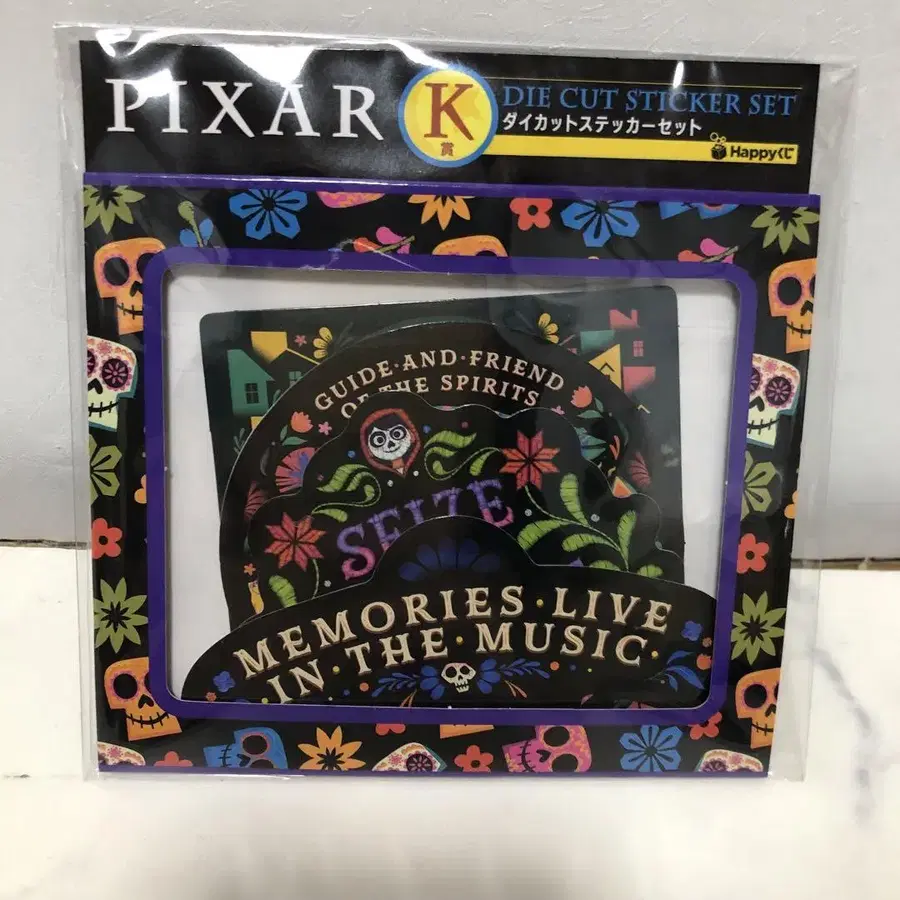 PIXAR
K
賞
DIE CUT STICKER SET
ダイカットステッカーセット
Happyくじ
GUIDE·AND·FRIEND
OF THE SPIRITS
SEIZE
MEMORIES·LIVE
IN·THE·MUSIC·